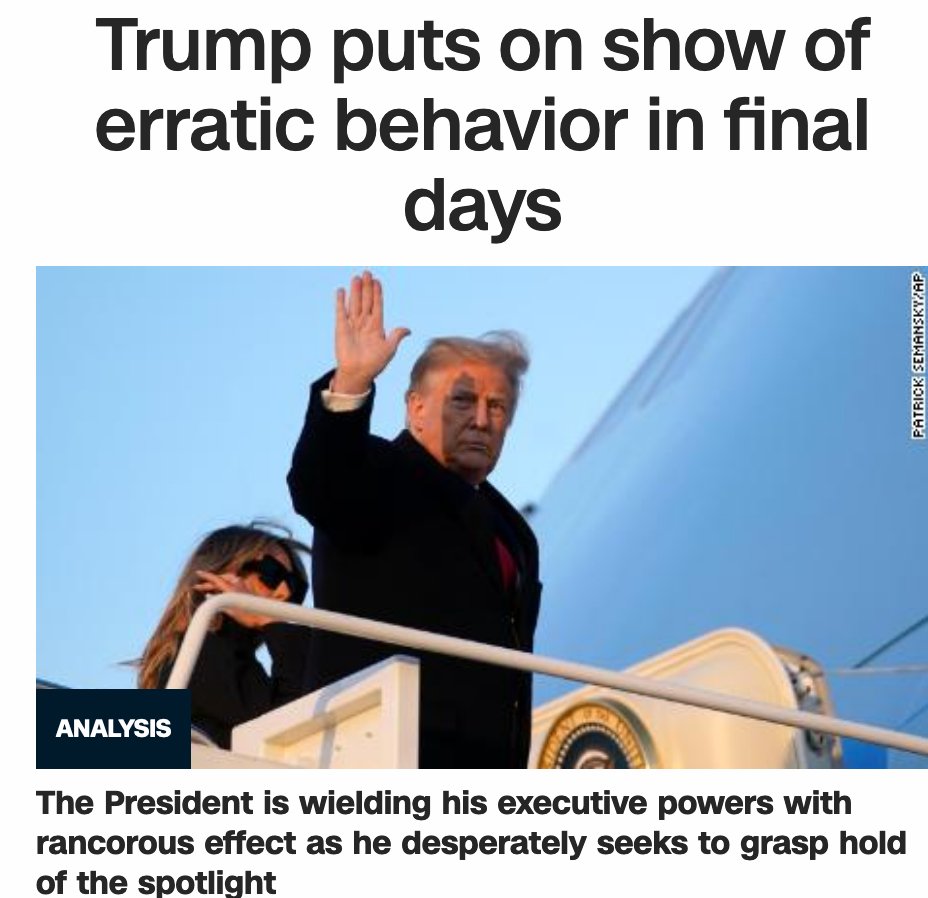 Trump puts on show of
erratic behavior in final
days
PATRICK SEMANSKY/AP
ANALYSIS
The President is wielding his executive powers with
rancorous effect as he desperately seeks to grasp hold
of the spotlight